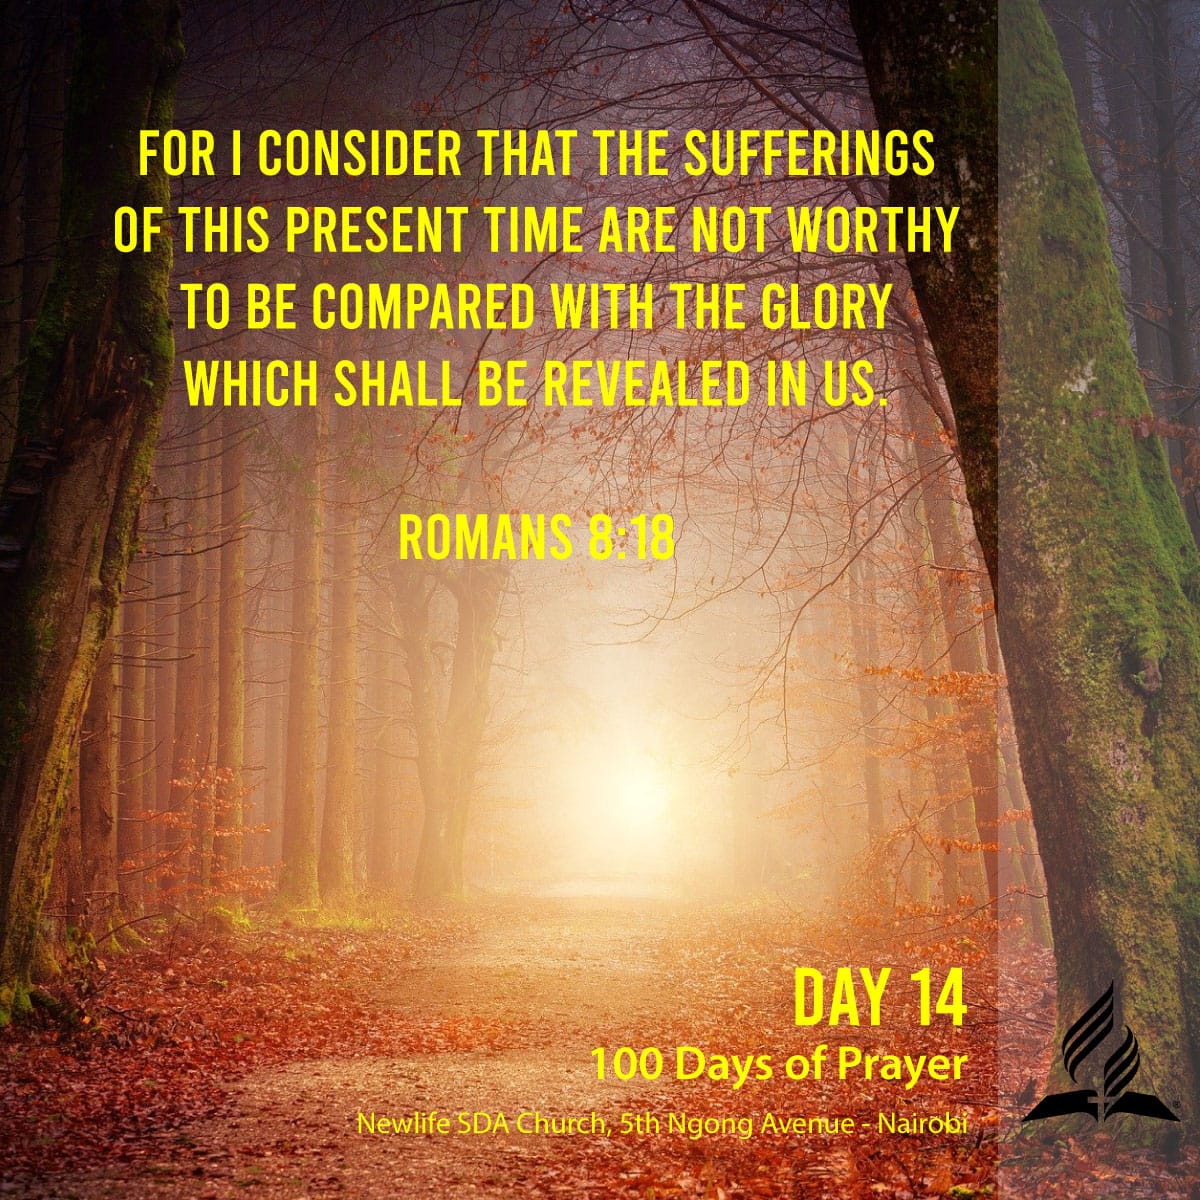 FOR I CONSIDER THAT THE SUFFERINGS
OF THIS PRESENT TIME ARE NOT WORTHY
TO BE COMPARED WITH THE GLORY
WHICH SHALL BE REVEALED IN US.
ROMANS 8:18
DAY 14
100 Days of Prayer
Newlife SDA Church, 5th Ngong Avenue - Nairobi
®